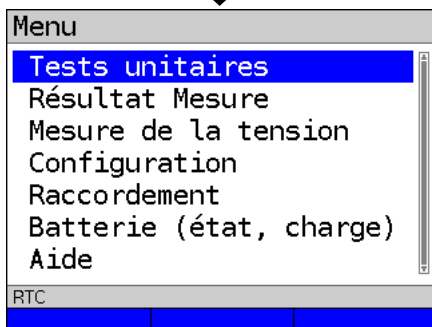 Menu
Tests unitaires
Résultat Mesure
Mesure de la tension
Configuration
Raccordement
Batterie (état, charge)
Aide
RTC